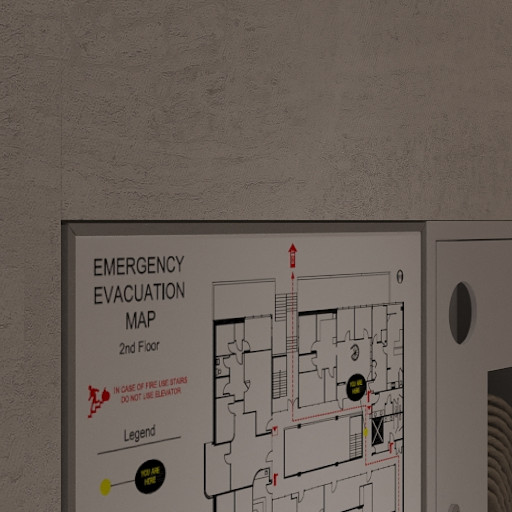 EMERGENCY
EVACUATION
MAP
2nd Floor
IN CASE OF FIRE USE STAIRS
DO NOT USE ELEVATOR
Legend
YOU ARE
HERE
YOU ARE
HERE